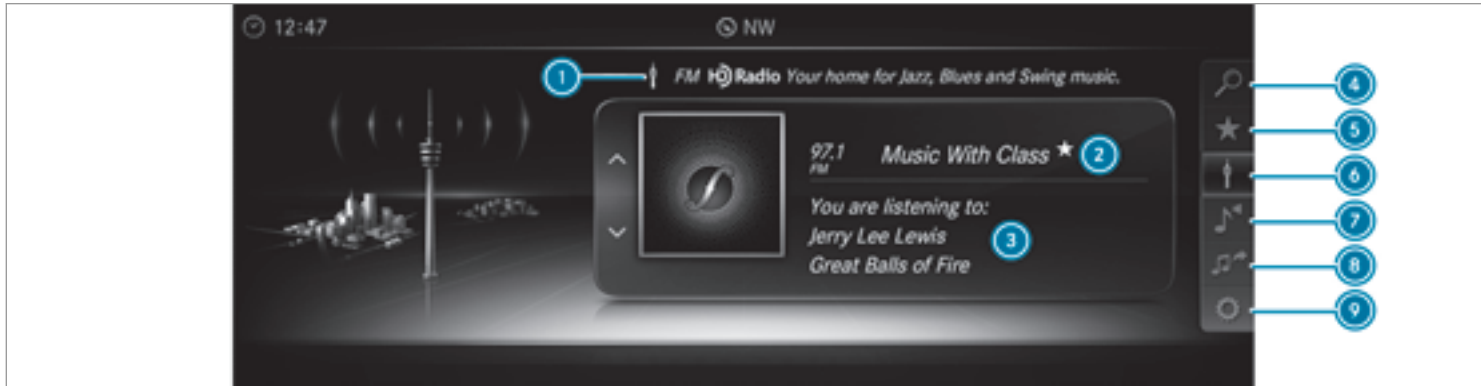 12:47
NW
1
FM HD Radio Your home for Jazz, Blues and Swing music.
97.1
FM
Music With Class ★
2
You are listening to:
Jerry Lee Lewis
Great Balls of Fire
3
4
5
6
7
8
9